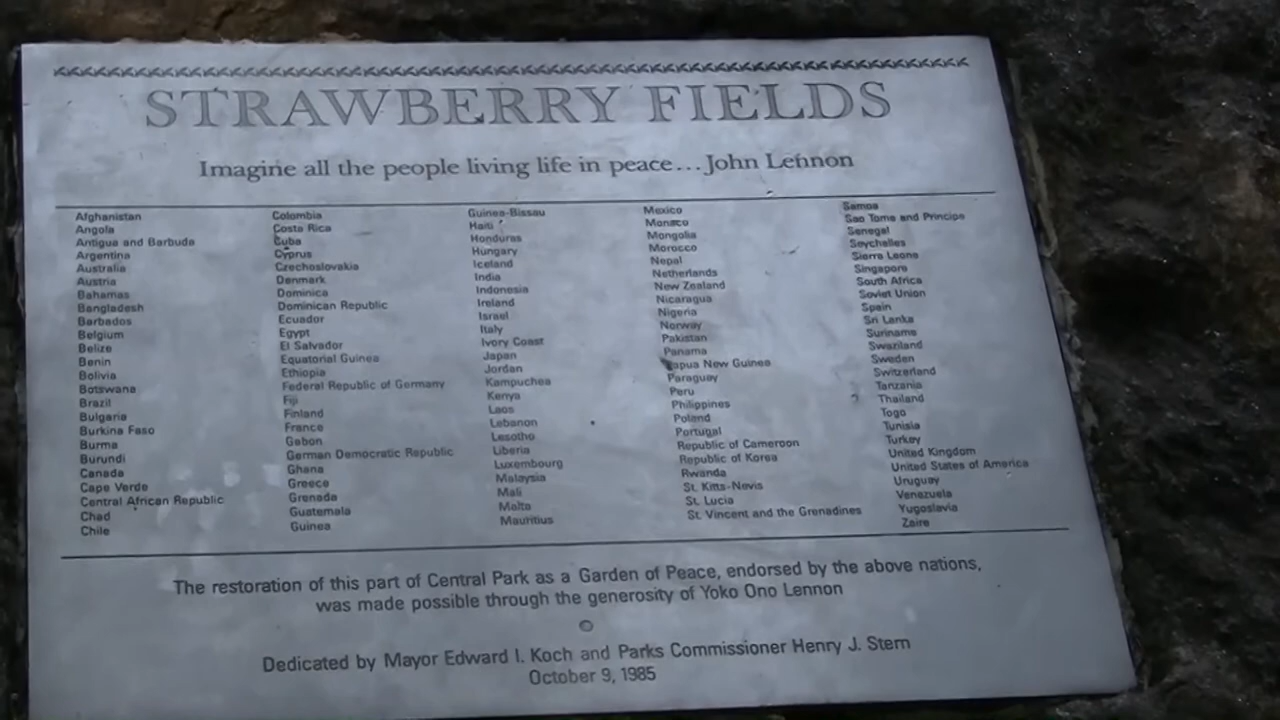 STRAWBERRY FIELDS
Imagine all the people living life in peace...John Lennon
Afghanistan
Angola
Antigua and Barbuda
Argentina
Australia
Austria
Bahamas
Bangladesh
Barbados
Belgium
Belize
Benin
Bolivia
Botswana
Brazil
Bulgaria
Burkina Faso
Burma
Burundi
Canada
Cape Verde
Central African Republic
Chad
Chile
Colombia
Costa Rica
Cuba
Cyprus
Czechoslovakia
Denmark
Dominica
Dominican Republic
Ecuador
Egypt
El Salvador
Equatorial Guinea
Ethiopia
Federal Republic of Germany
Fiji
Finland
France
Gabon
German Democratic Republic
Ghana
Greece
Grenada
Guatemala
Guinea
Guinea-Bissau
Haiti
Honduras
Hungary
Iceland
India
Indonesia
Ireland
Israel
Italy
Ivory Coast
Japan
Jordan
Kampuchea
Kenya
Laos
Lebanon
Lesotho
Liberia
Luxembourg
Malaysia
Mali
Malta
Mauritius
Mexico
Monaco
Mongolia
Morocco
Nepal
Netherlands
New Zealand
Nicaragua
Nigeria
Norway
Pakistan
Panama
Papua New Guinea
Paraguay
Peru
Philippines
Poland
Portugal
Republic of Cameroon
Republic of Korea
Rwanda
St. Kitts-Nevis
St. Lucia
St. Vincent and the Grenadines
Samoa
Sao Tome and Principe
Senegal
Seychelles
Sierra Leone
Singapore
South Africa
Soviet Union
Spain
Sri Lanka
Suriname
Swaziland
Sweden
Switzerland
Tanzania
Thailand
Togo
Tunisia
Turkey
United Kingdom
United States of America
Uruguay
Venezuela
Yugoslavia
Zaire
The restoration of this part of Central Park as a Garden of Peace, endorsed by the above nations,
was made possible through the generosity of Yoko Ono Lennon
Dedicated by Mayor Edward I. Koch and Parks Commissioner Henry J. Stern
October 9, 1985